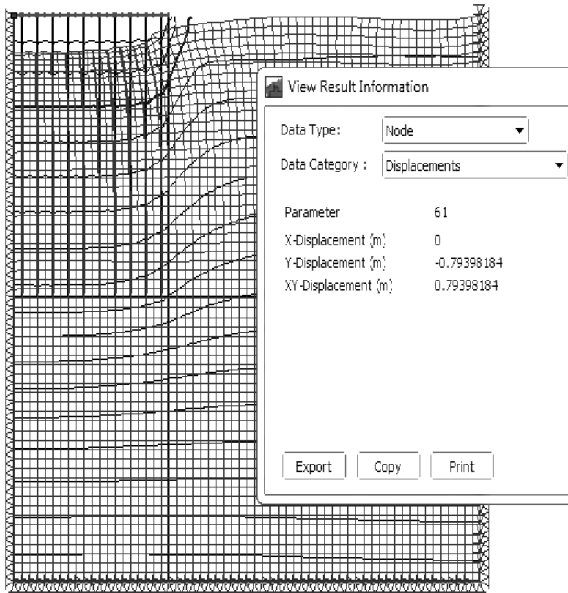 View Result Information
Data Type: Node
Data Category : Displacements
Parameter 61
X-Displacement (m) 0
Y-Displacement (m) -0.79398184
XY-Displacement (m) 0.79398184
Export Copy Print